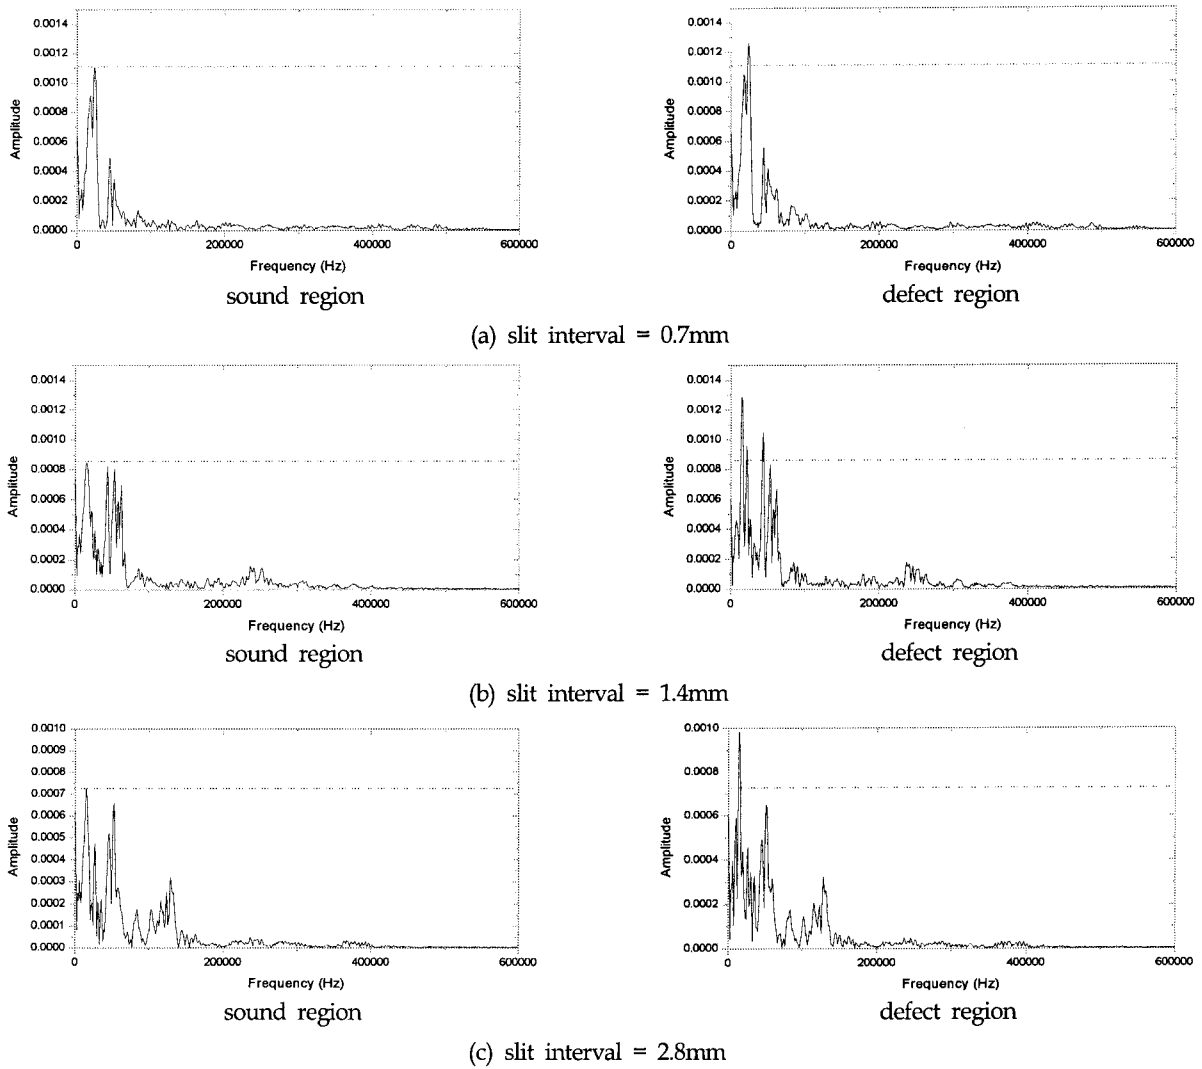 0.0014
0.0012
0.0010
0.0008
0.0006
0.0004
0.0002
0.0000
Amplitude
0 200000 400000 600000
Frequency (Hz)
sound region
0.0014
0.0012
0.0010
0.0008
0.0006
0.0004
0.0002
0.0000
Amplitude
0 200000 400000 600000
Frequency (Hz)
defect region
(a) slit interval = 0.7mm
0.0014
0.0012
0.0010
0.0008
0.0006
0.0004
0.0002
0.0000
Amplitude
0 200000 400000 600000
Frequency (Hz)
sound region
0.0014
0.0012
0.0010
0.0008
0.0006
0.0004
0.0002
0.0000
Amplitude
0 200000 400000 600000
Frequency (Hz)
defect region
(b) slit interval = 1.4mm
0.0010
0.0009
0.0008
0.0007
0.0006
0.0005
0.0004
0.0003
0.0002
0.0001
0.0000
Amplitude
0 200000 400000 600000
Frequency (Hz)
sound region
0.0010
0.0008
0.0006
0.0004
0.0002
0.0000
Amplitude
0 200000 400000 600000
Frequency (Hz)
defect region
(c) slit interval = 2.8mm